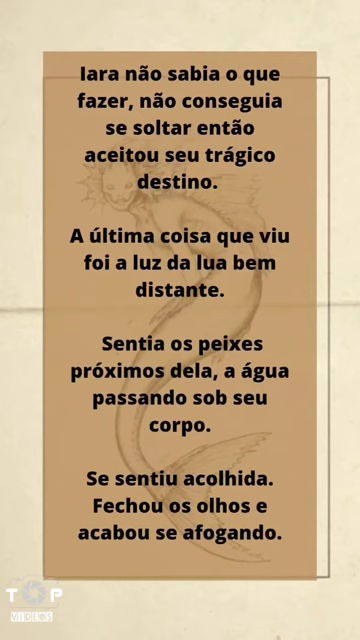 Iara não sabia o que
fazer, não conseguia
se soltar então
aceitou seu trágico
destino.
A última coisa que viu
foi a luz da lua bem
distante.
Sentia os peixes
próximos dela, a água
passando sob seu
corpo.
Se sentiu acolhida.
Fechou os olhos e
acabou se afogando.
TOP
VIDEOS